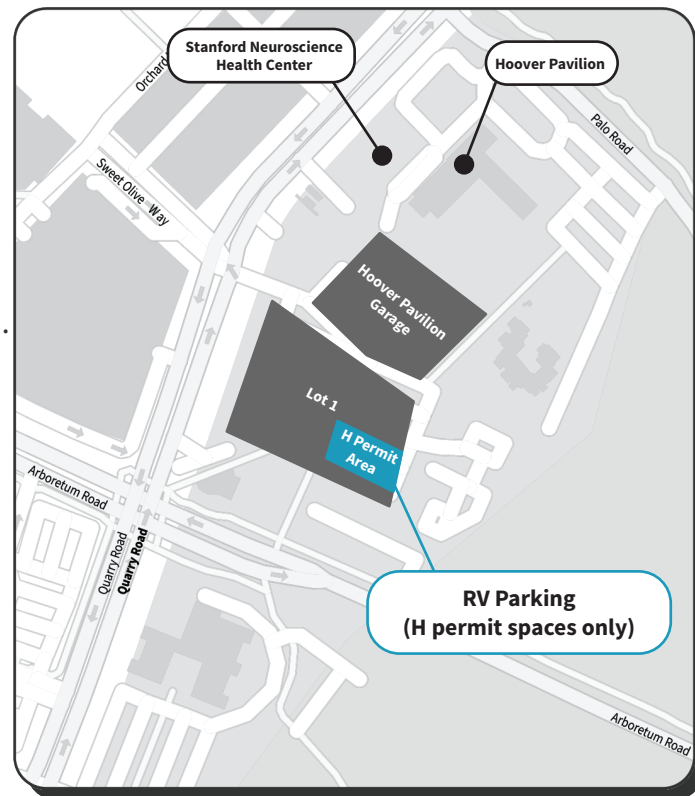 Stanford Neuroscience
Health Center
Hoover Pavilion
Orchard
Palo Road
Sweet Olive Way
Hoover Pavilion
Garage
Lot 1
H Permit
Area
Arboretum Road
Quarry Road
Quarry Road
RV Parking
(H permit spaces only)
Arboretum Road